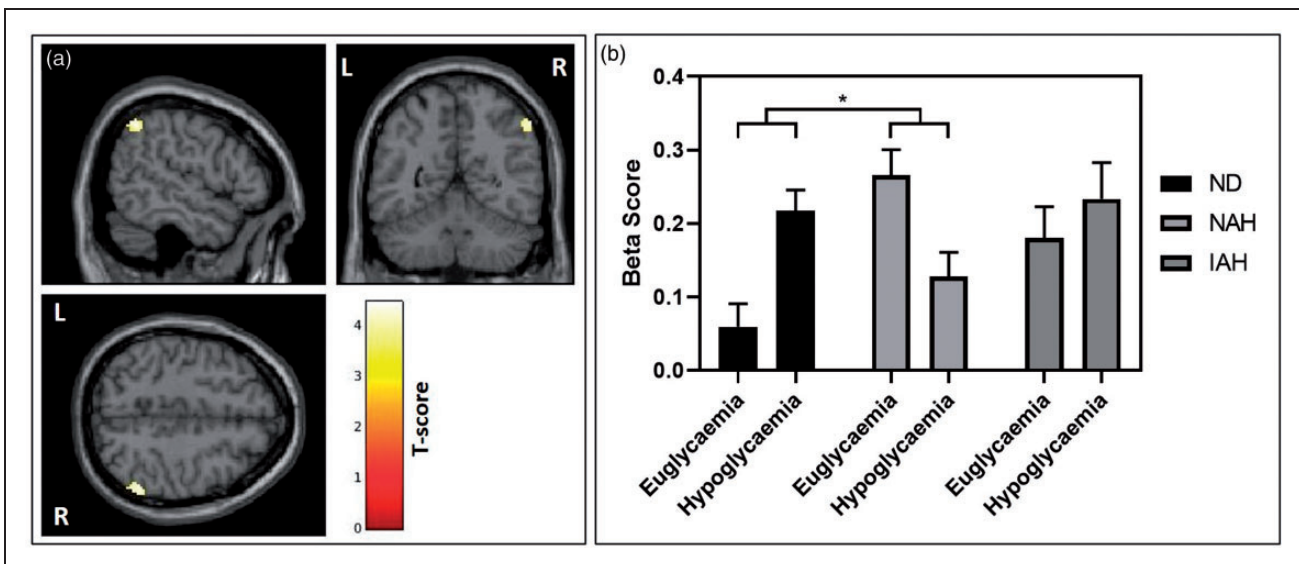 (a)
L
R
L
R
4
3
2
1
0
T-score
(b)
0.4
0.3
0.2
0.1
0.0
Beta Score
*
Euglycaemia
Hypoglycaemia
Euglycaemia
Hypoglycaemia
Euglycaemia
Hypoglycaemia
ND
NAH
IAH